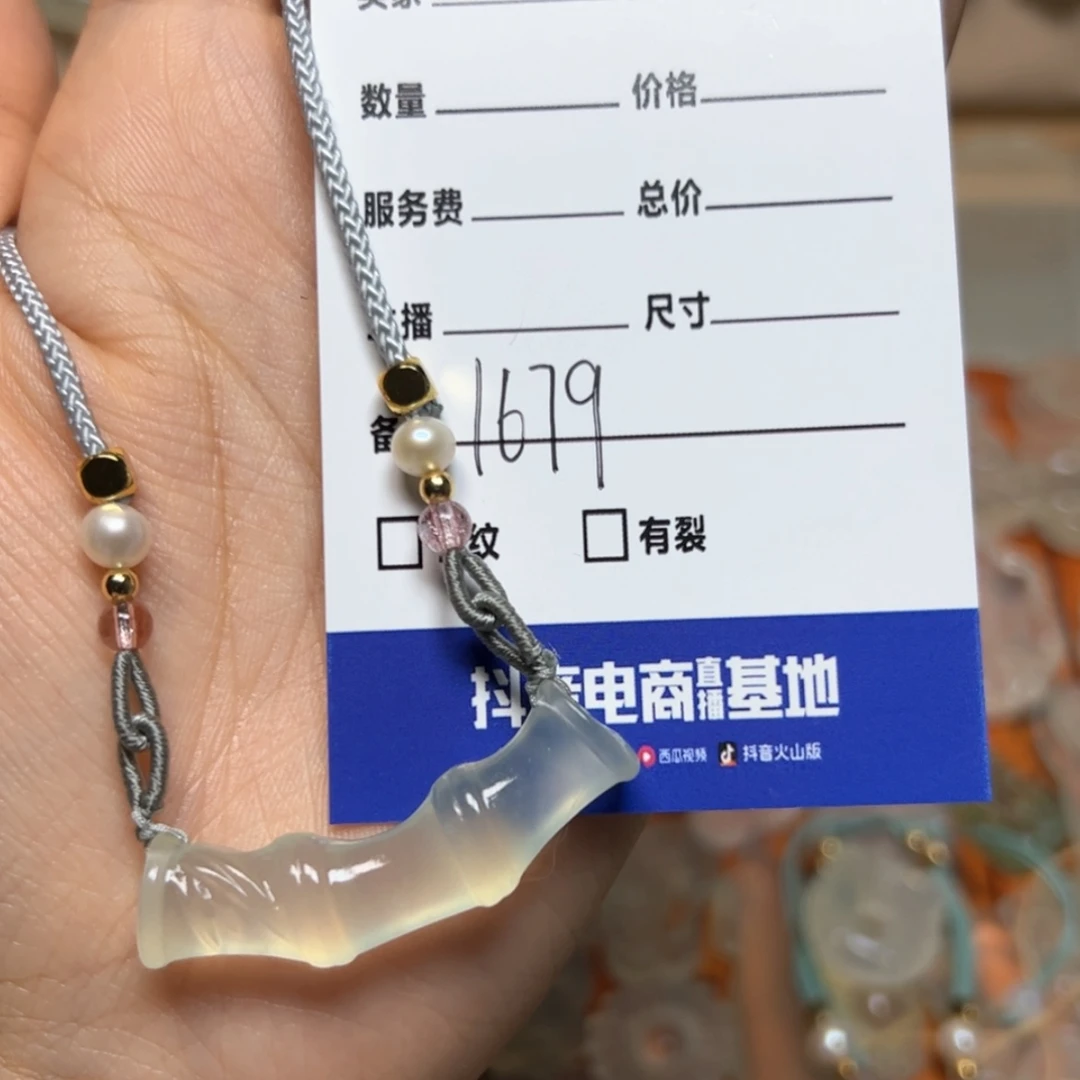 数量 价格
服务费 总价
播 尺寸
备 1679
纹 有裂
抖音电商直播基地
西瓜视频 抖音火山版